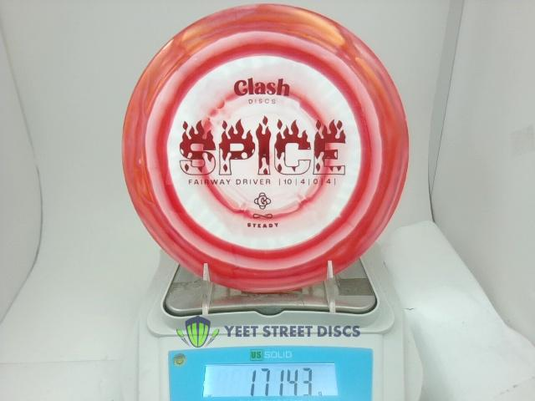 Clash
DISCS
SPICE
FAIRWAY DRIVER |10|4|0|4|
STEADY
YEET STREET DISCS
US SOLID
171.43